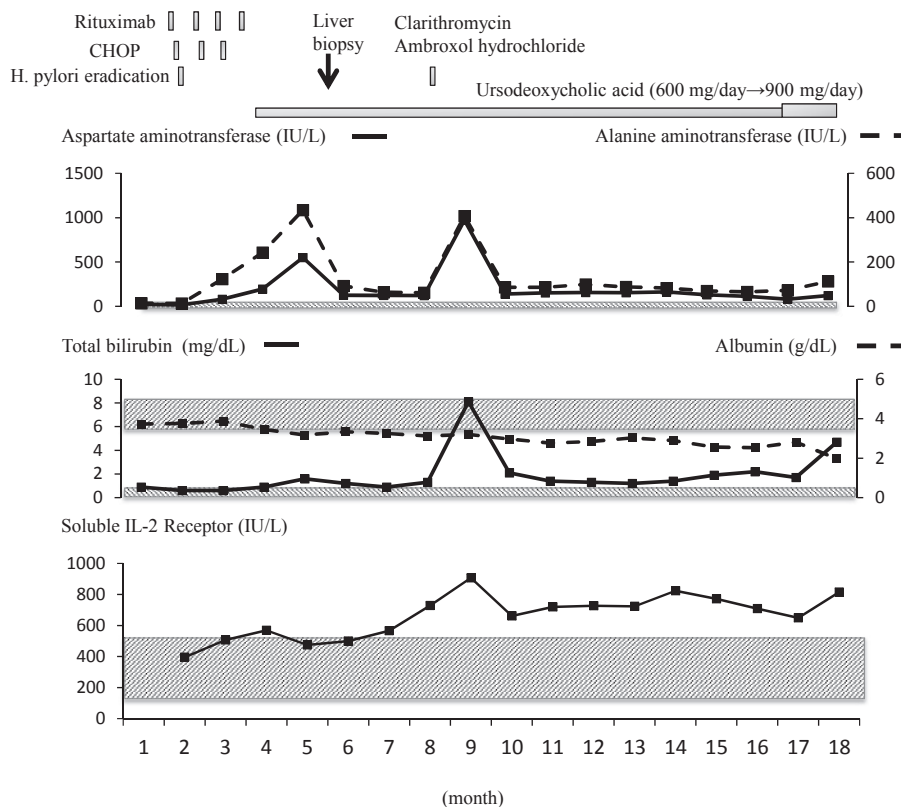 Rituximab
CHOP
H. pylori eradication
Liver
biopsy
Clarithromycin
Ambroxol hydrochloride
Ursodeoxycholic acid (600 mg/day→900 mg/day)
Aspartate aminotransferase (IU/L)
Alanine aminotransferase (IU/L)
1500
1000
500
0
600
400
200
0
Total bilirubin (mg/dL)
Albumin (g/dL)
10
8
6
4
2
0
6
4
2
0
Soluble IL-2 Receptor (IU/L)
1000
800
600
400
200
0
1 2 3 4 5 6 7 8 9 10 11 12 13 14 15 16 17 18
(month)